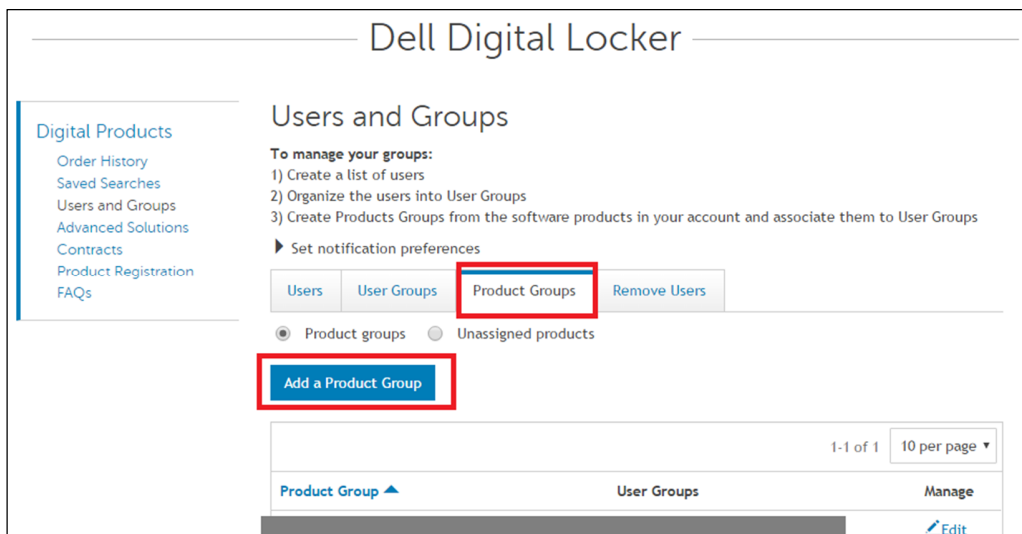 Dell Digital Locker
Digital Products
Order History
Saved Searches
Users and Groups
Advanced Solutions
Contracts
Product Registration
FAQs
Users and Groups
To manage your groups:
1) Create a list of users
2) Organize the users into User Groups
3) Create Products Groups from the software products in your account and associate them to User Groups
Set notification preferences
Users User Groups Product Groups Remove Users
Product groups Unassigned products
Add a Product Group
1-1 of 1 10 per page
Product Group User Groups Manage
Edit